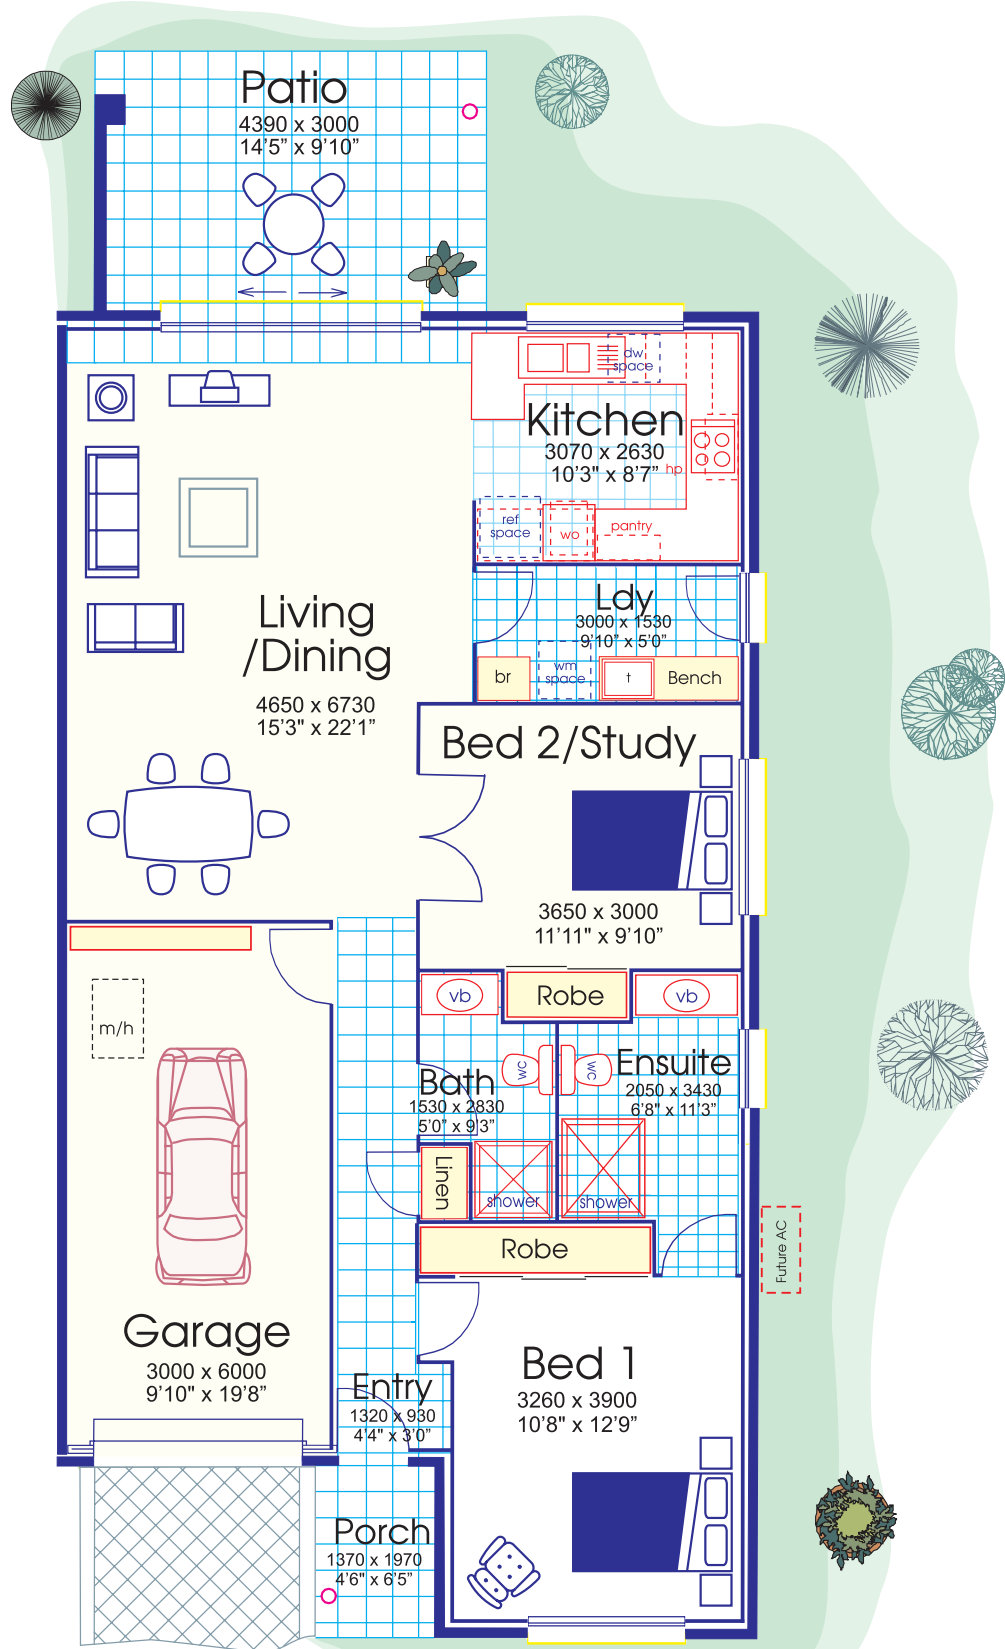 Patio
4390 x 3000
14'5" x 9'10"
dw
space
Kitchen
3070 x 2630
10'3" x 8'7"
hp
ref
space
wo
pantry
Ldy
3000 x 1530
9'10" x 5'0"
br
wm
space
t
Bench
Living
/Dining
4650 x 6730
15'3" x 22'1"
Bed 2/Study
3650 x 3000
11'11" x 9'10"
vb
Robe
vb
m/h
wc
wc
Ensuite
2050 x 3430
6'8" x 11'3"
Bath
1530 x 2830
5'0" x 9'3"
Linen
shower
shower
Robe
Future AC
Garage
3000 x 6000
9'10" x 19'8"
Bed 1
3260 x 3900
10'8" x 12'9"
Entry
1320 x 930
4'4" x 3'0"
Porch
1370 x 1970
4'6" x 6'5"